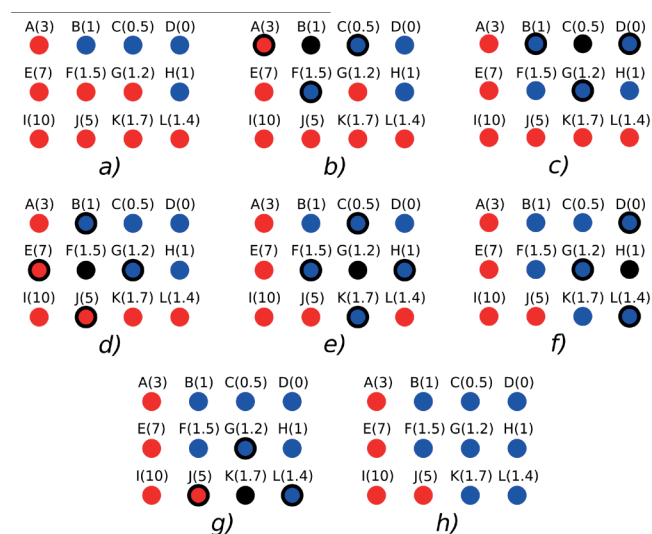 A(3) B(1) C(0.5) D(0)
E(7) F(1.5) G(1.2) H(1)
I(10) J(5) K(1.7) L(1.4)
a)
A(3) B(1) C(0.5) D(0)
E(7) F(1.5) G(1.2) H(1)
I(10) J(5) K(1.7) L(1.4)
b)
A(3) B(1) C(0.5) D(0)
E(7) F(1.5) G(1.2) H(1)
I(10) J(5) K(1.7) L(1.4)
c)
A(3) B(1) C(0.5) D(0)
E(7) F(1.5) G(1.2) H(1)
I(10) J(5) K(1.7) L(1.4)
d)
A(3) B(1) C(0.5) D(0)
E(7) F(1.5) G(1.2) H(1)
I(10) J(5) K(1.7) L(1.4)
e)
A(3) B(1) C(0.5) D(0)
E(7) F(1.5) G(1.2) H(1)
I(10) J(5) K(1.7) L(1.4)
f)
A(3) B(1) C(0.5) D(0)
E(7) F(1.5) G(1.2) H(1)
I(10) J(5) K(1.7) L(1.4)
g)
A(3) B(1) C(0.5) D(0)
E(7) F(1.5) G(1.2) H(1)
I(10) J(5) K(1.7) L(1.4)
h)